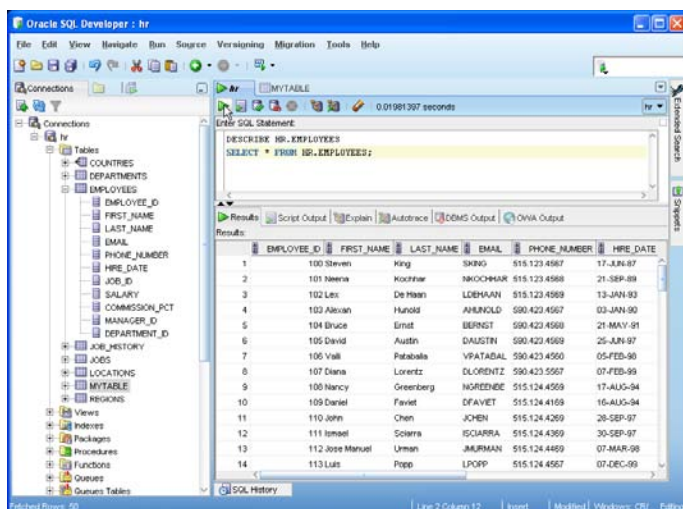 Oracle SQL Developer : hr
File Edit View Navigate Run Source Versioning Migration Tools Help
Connections
hr
MYTABLE
0.01981397 seconds
hr
Enter SQL Statement:
DESCRIBE HR.EMPLOYEES
SELECT * FROM HR.EMPLOYEES;
Connections
hr
Tables
COUNTRIES
DEPARTMENTS
EMPLOYEES
EMPLOYEE_ID
FIRST_NAME
LAST_NAME
EMAIL
PHONE_NUMBER
HIRE_DATE
JOB_ID
SALARY
COMMISSION_PCT
MANAGER_ID
DEPARTMENT_ID
JOB_HISTORY
JOBS
LOCATIONS
MYTABLE
REGIONS
Views
Indexes
Packages
Procedures
Functions
Queues
Queues Tables
Results Script Output Explain Autotrace DBMS Output OWA Output
Results:
EMPLOYEE_ID FIRST_NAME LAST_NAME EMAIL PHONE_NUMBER HIRE_DATE
1 100 Steven King SKING 515.123.4567 17-JUN-87
2 101 Neena Kochhar NKOCHHAR 515.123.4568 21-SEP-89
3 102 Lex De Haan LDEHAAN 515.123.4569 13-JAN-93
4 103 Alexan Hunold AHUNOLD 590.423.4567 03-JAN-90
5 104 Bruce Ernst BERNST 590.423.4568 21-MAY-91
6 105 David Austin DAUSTIN 590.423.4569 25-JUN-97
7 106 Valli Pataballa VPATABAL 590.423.4560 05-FEB-98
8 107 Diana Lorentz DLORENTZ 590.423.5567 07-FEB-99
9 108 Nancy Greenberg NGREENBE 515.124.4569 17-AUG-94
10 109 Daniel Faviet DFAVIET 515.124.4169 16-AUG-94
11 110 John Chen JCHEN 515.124.4269 28-SEP-97
12 111 Ismael Sciarra ISCIARRA 515.124.4369 30-SEP-97
13 112 Jose Manuel Urman JMURMAN 515.124.4469 07-MAR-98
14 113 Luis Popp LPOPP 515.124.4567 07-DEC-99
SQL History
Extended Search
Snippets
Fetched Rows: 50
Line 2 Column 12 Insert Modified Windows: CR/ Editing